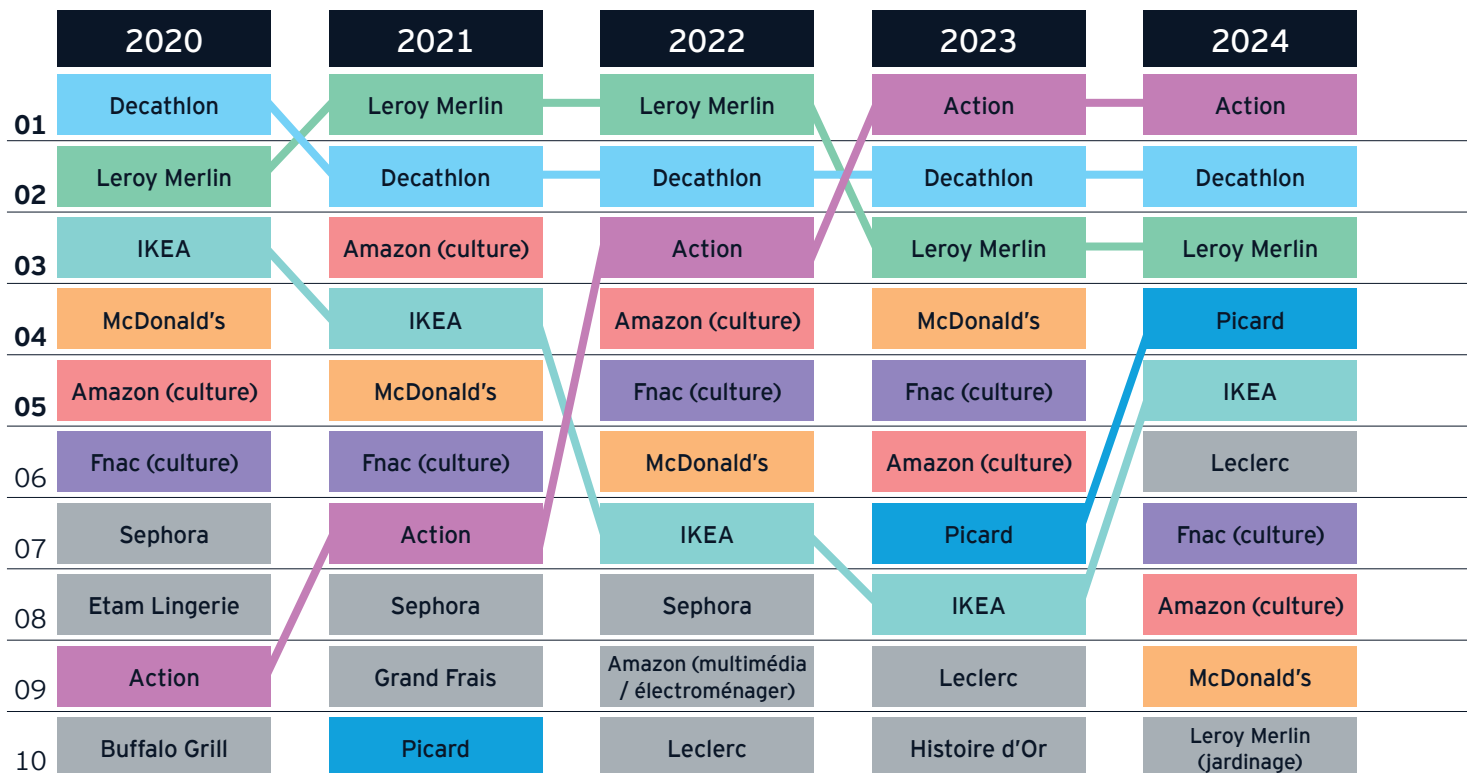 2020 2021 2022 2023 2024
01 Decathlon Leroy Merlin Leroy Merlin Action Action
02 Leroy Merlin Decathlon Decathlon Decathlon Decathlon
03 IKEA Amazon (culture) Action Leroy Merlin Leroy Merlin
04 McDonald's IKEA Amazon (culture) McDonald's Picard
05 Amazon (culture) McDonald's Fnac (culture) Fnac (culture) IKEA
06 Fnac (culture) Fnac (culture) McDonald's Amazon (culture) Leclerc
07 Sephora Action IKEA Picard Fnac (culture)
08 Etam Lingerie Sephora Sephora IKEA Amazon (culture)
09 Action Grand Frais Amazon (multimédia
/ électroménager) Leclerc McDonald's
10 Buffalo Grill Picard Leclerc Histoire d'Or Leroy Merlin
(jardinage)